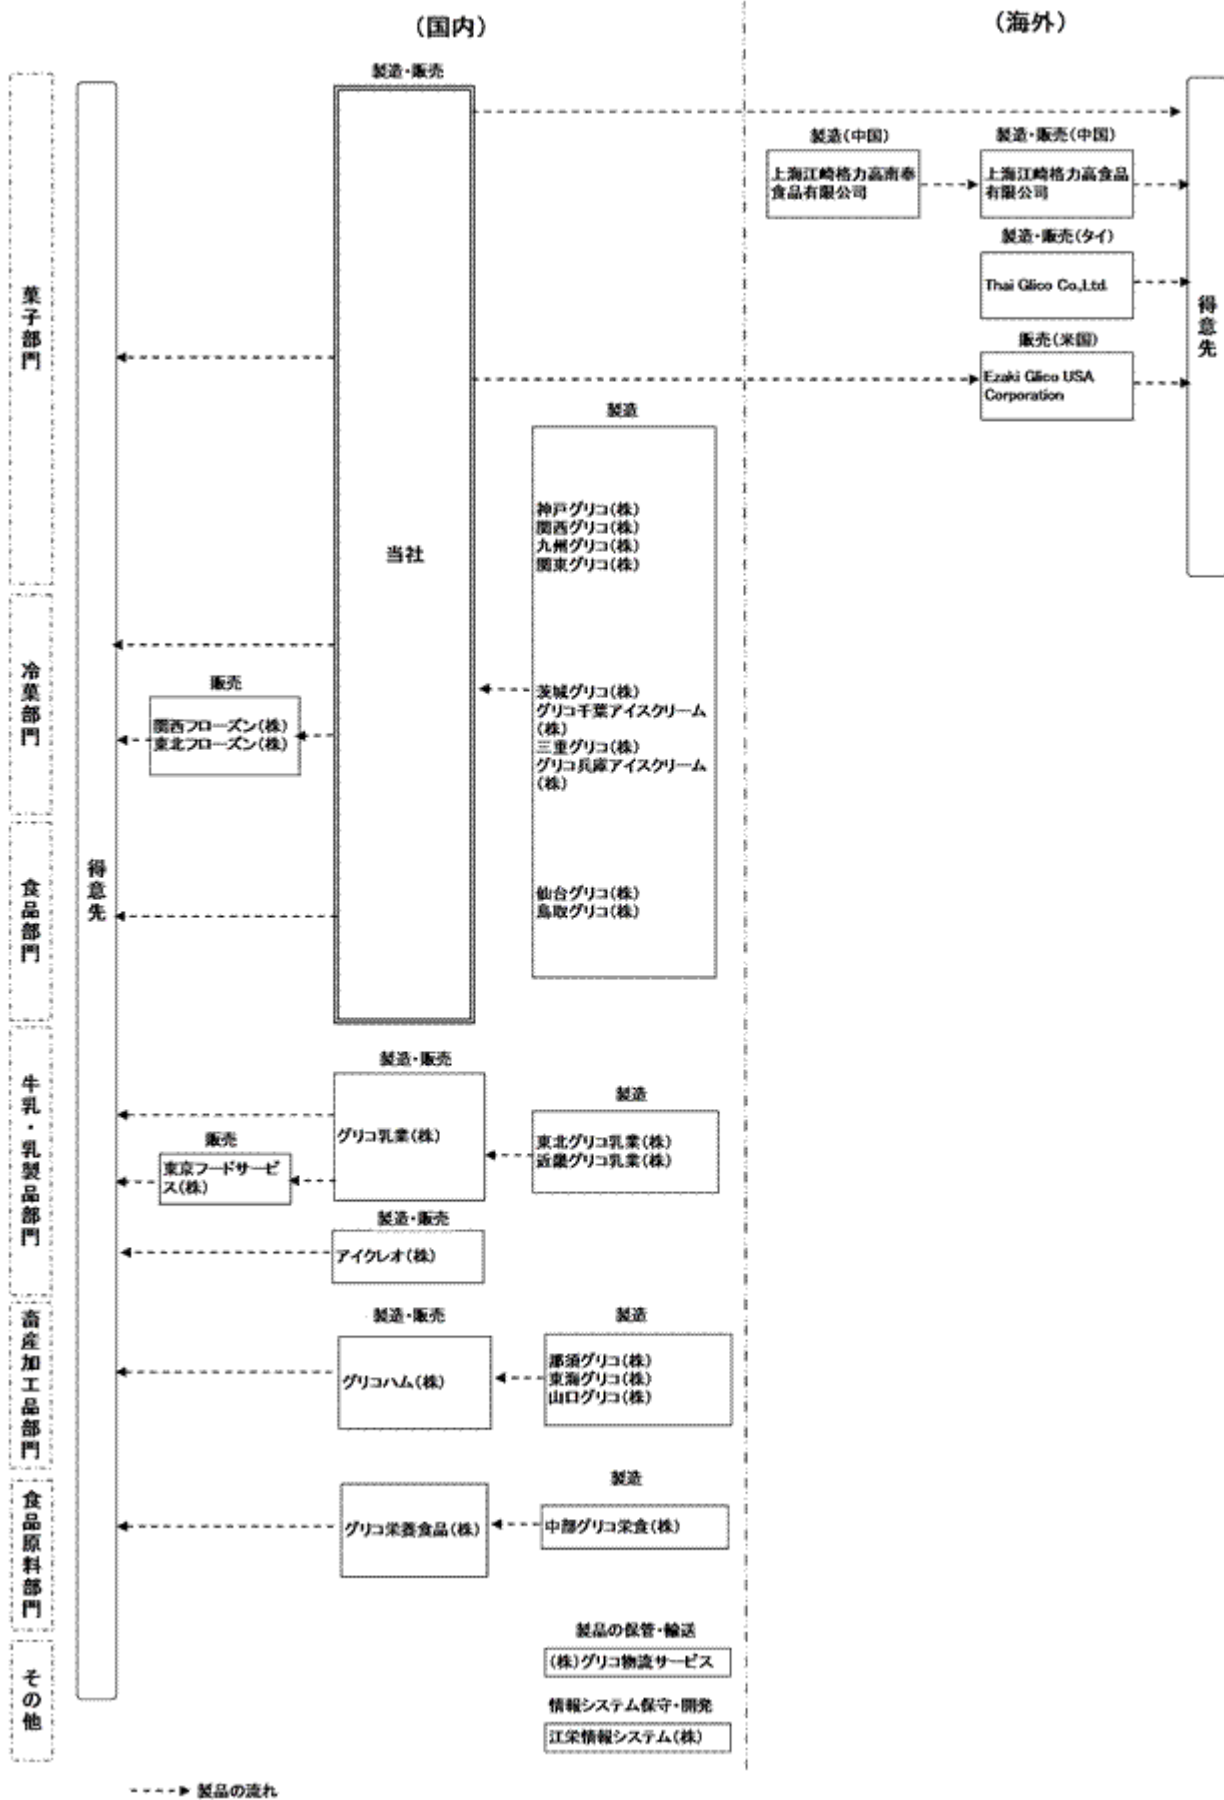 (国内)
(海外)
製造・販売
当社
製造(中国)
上海江崎格力高南奉
食品有限公司
製造・販売(中国)
上海江崎格力高食品
有限公司
製造・販売(タイ)
Thai Glico Co.,Ltd.
販売(米国)
Ezaki Glico USA
Corporation
得意先
菓子部門
製造
神戸グリコ(株)
関西グリコ(株)
九州グリコ(株)
関東グリコ(株)
茨城グリコ(株)
グリコ千葉アイスクリーム
(株)
三重グリコ(株)
グリコ兵庫アイスクリーム
(株)
仙台グリコ(株)
鳥取グリコ(株)
冷菓部門
販売
関西フローズン(株)
東北フローズン(株)
食品部門
得意先
牛乳・乳製品部門
製造・販売
グリコ乳業(株)
製造
東北グリコ乳業(株)
近畿グリコ乳業(株)
販売
東京フードサービ
ス(株)
製造・販売
アイクレオ(株)
畜産加工品部門
製造・販売
グリコハム(株)
製造
那須グリコ(株)
東海グリコ(株)
山口グリコ(株)
食品原料部門
グリコ栄養食品(株)
製造
中部グリコ栄食(株)
その他
製品の保管・輸送
(株)グリコ物流サービス
情報システム保守・開発
江栄情報システム(株)
製品の流れ